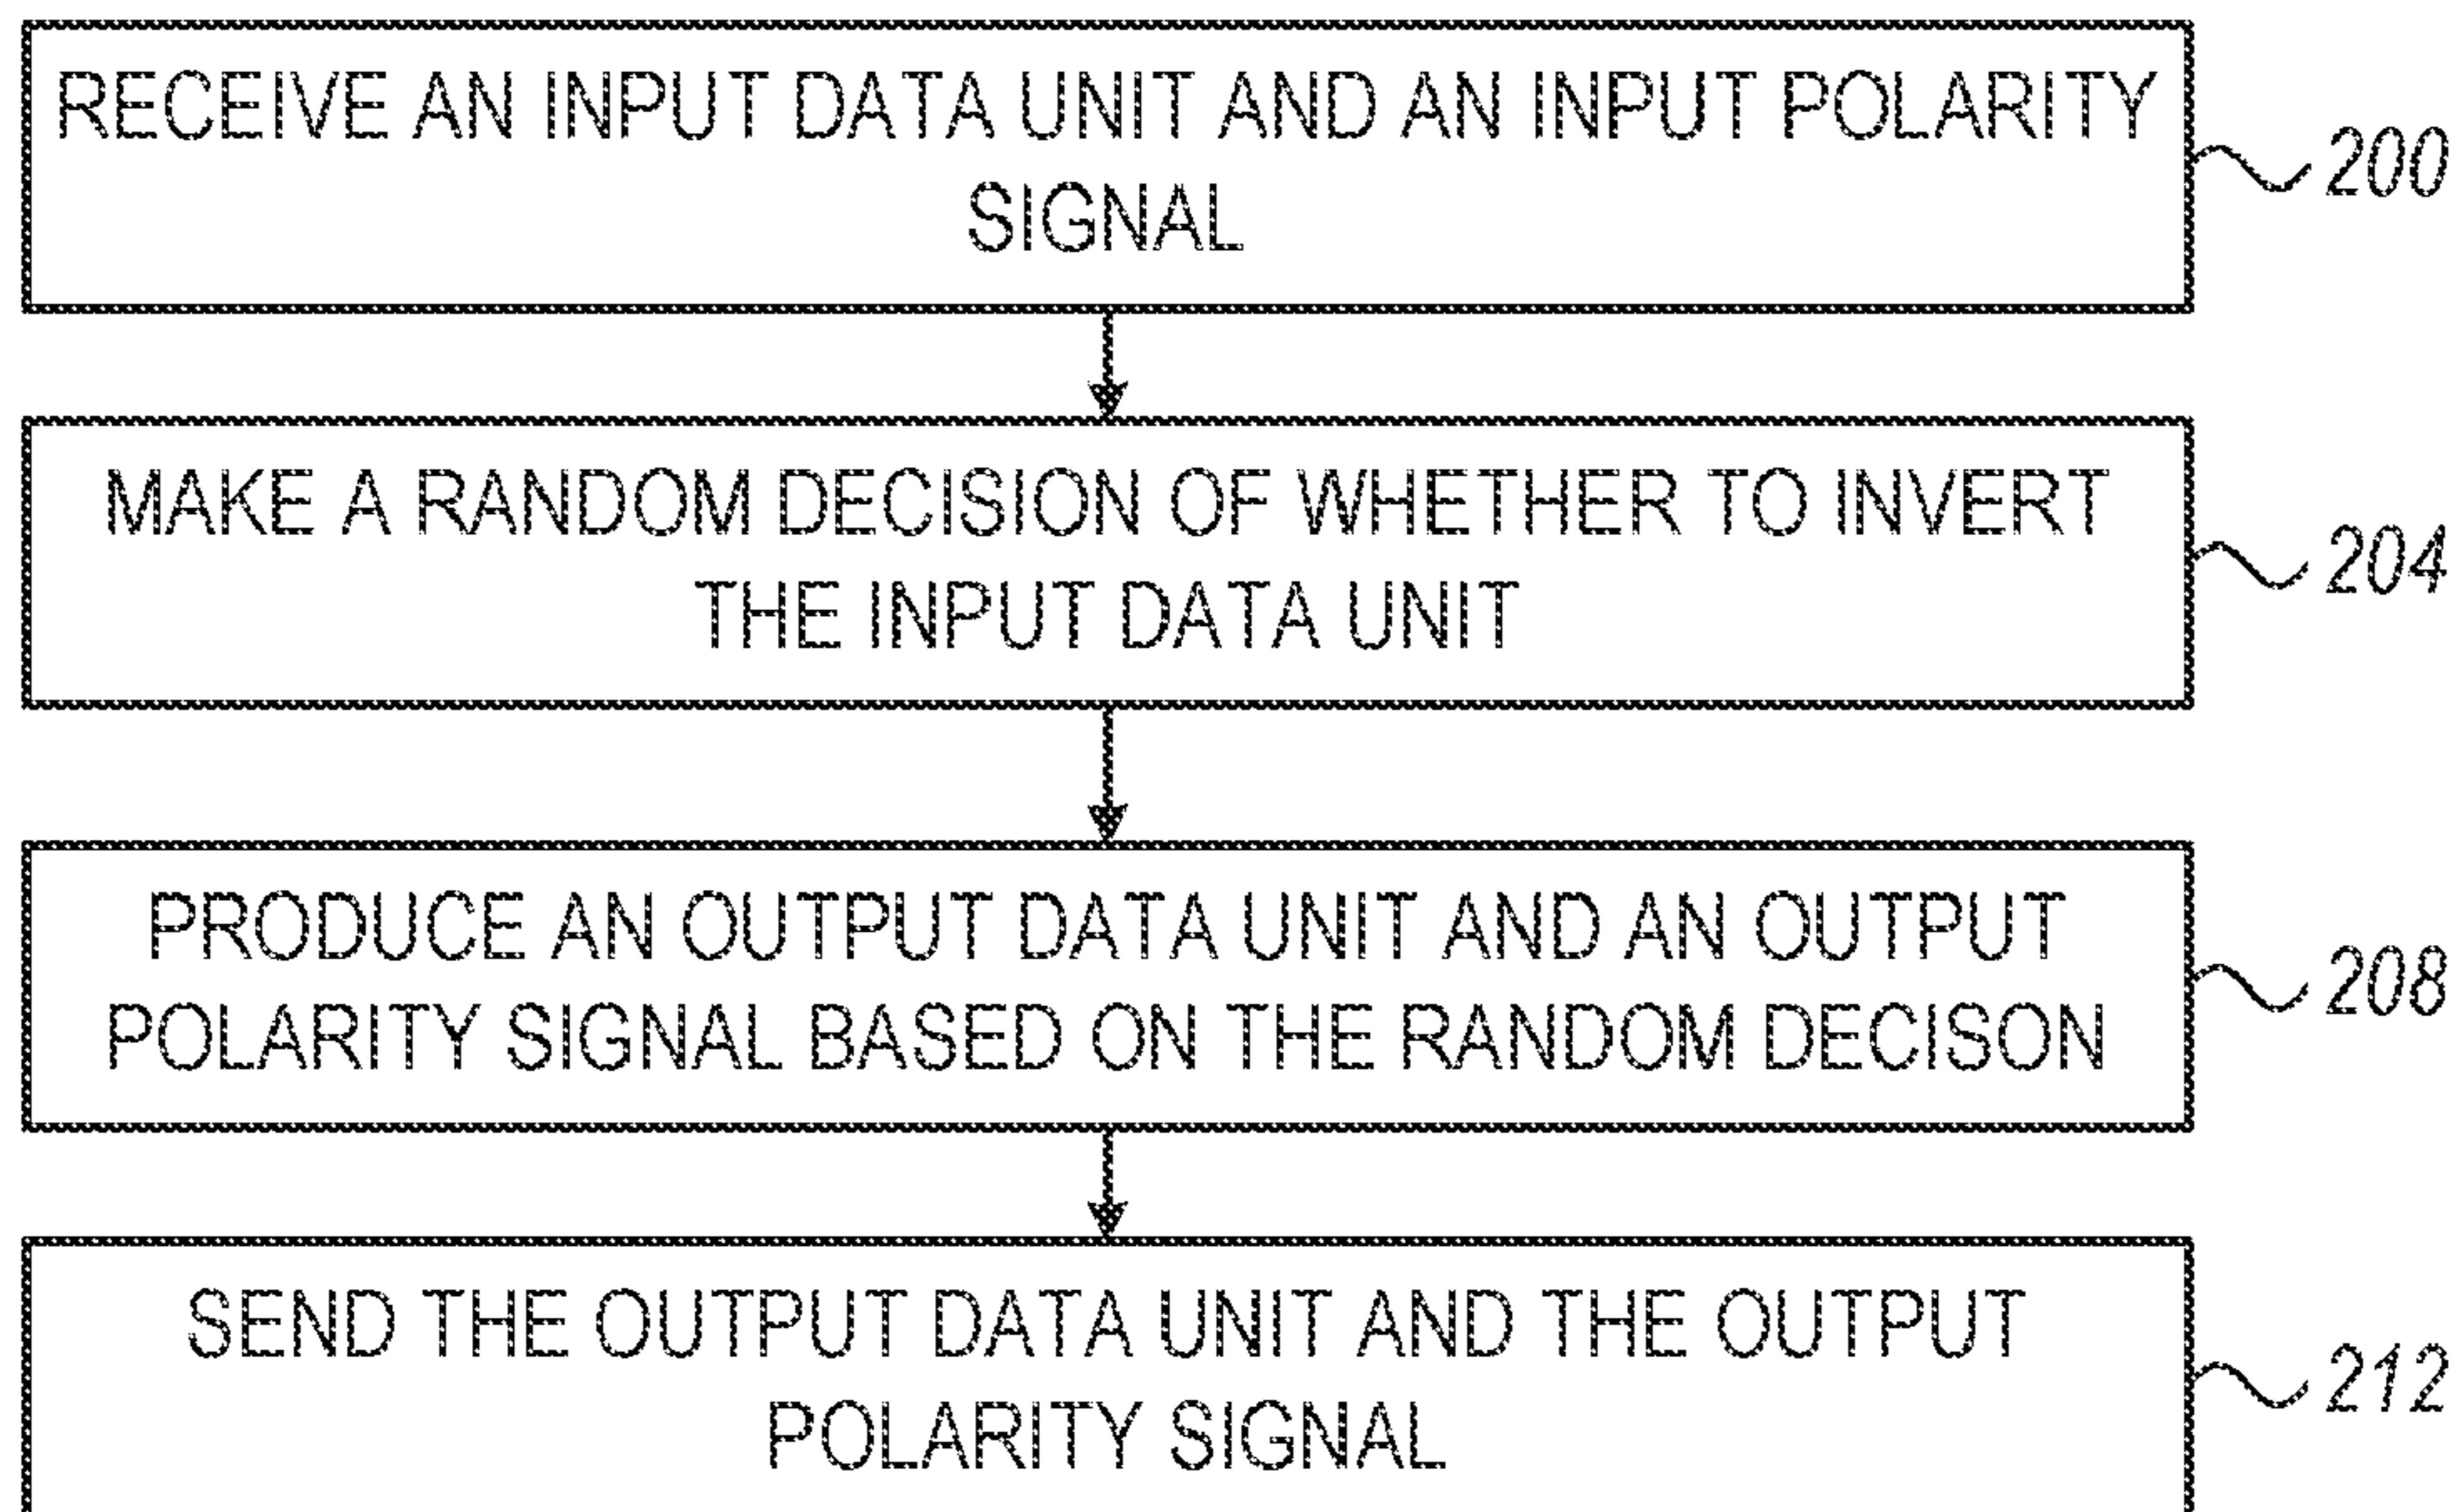 RECEIVE AN INPUT DATA UNIT AND AN INPUT POLARITY
SIGNAL
200
MAKE A RANDOM DECISION OF WHETHER TO INVERT
THE INPUT DATA UNIT
204
PRODUCE AN OUTPUT DATA UNIT AND AN OUTPUT
POLARITY SIGNAL BASED ON THE RANDOM DECISON
208
SEND THE OUTPUT DATA UNIT AND THE OUTPUT
POLARITY SIGNAL
212